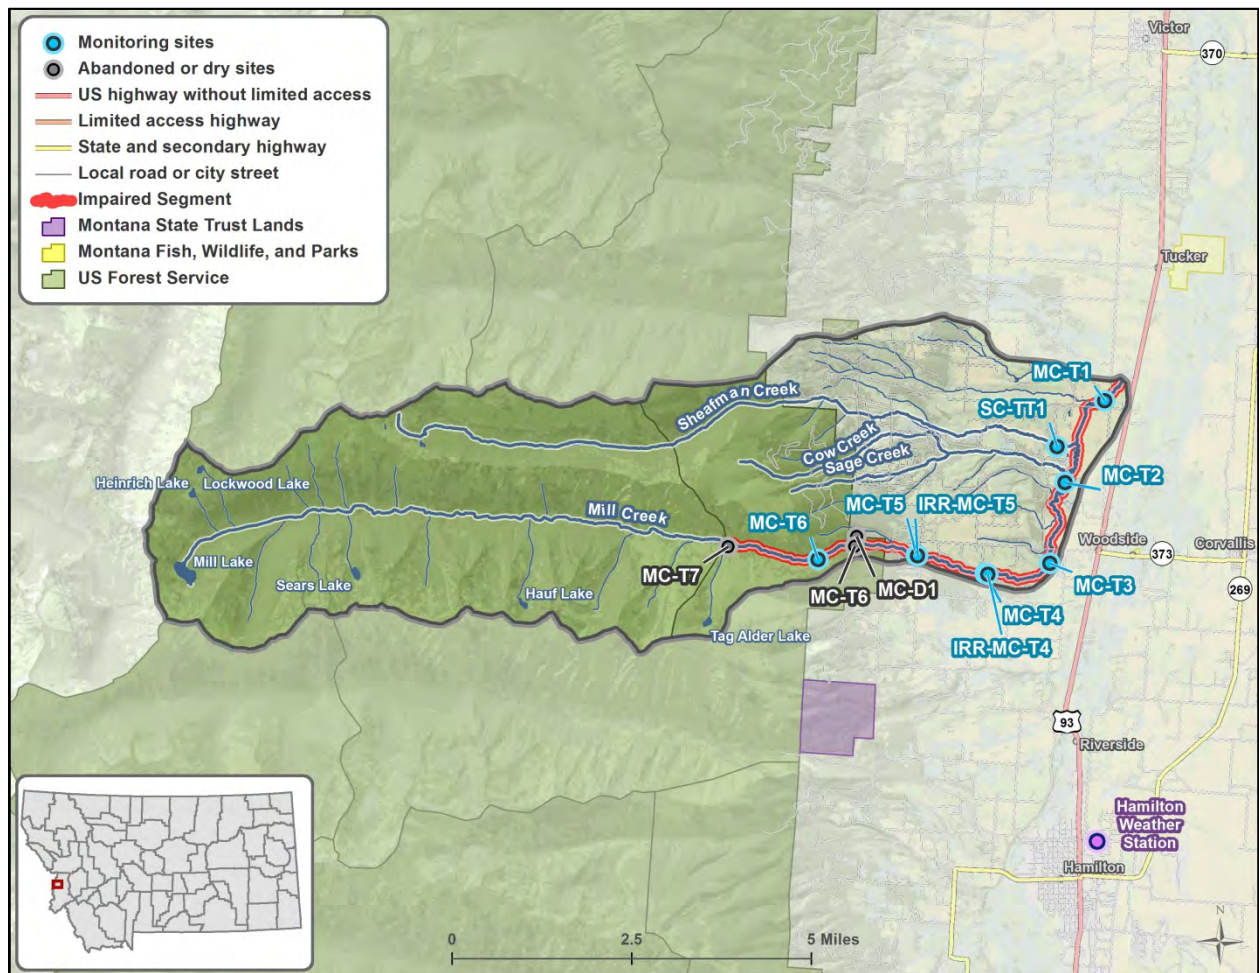 Monitoring sites
Abandoned or dry sites
US highway without limited access
Limited access highway
State and secondary highway
Local road or city street
Impaired Segment
Montana State Trust Lands
Montana Fish, Wildlife, and Parks
US Forest Service
Victor
370
Tucker
MC-T1
SC-TT1
Sheafman Creek
Cow Creek
Sage Creek
MC-T2
Heinrich Lake
Lockwood Lake
Mill Creek
MC-T6
MC-T5
IRR-MC-T5
Woodside
373
Corvallis
Mill Lake
Sears Lake
MC-T7
Hauf Lake
MC-T6
MC-D1
MC-T3
269
MC-T4
Tag Alder Lake
IRR-MC-T4
93
Riverside
Hamilton
Weather
Station
Hamilton
0
2.5
5 Miles
N